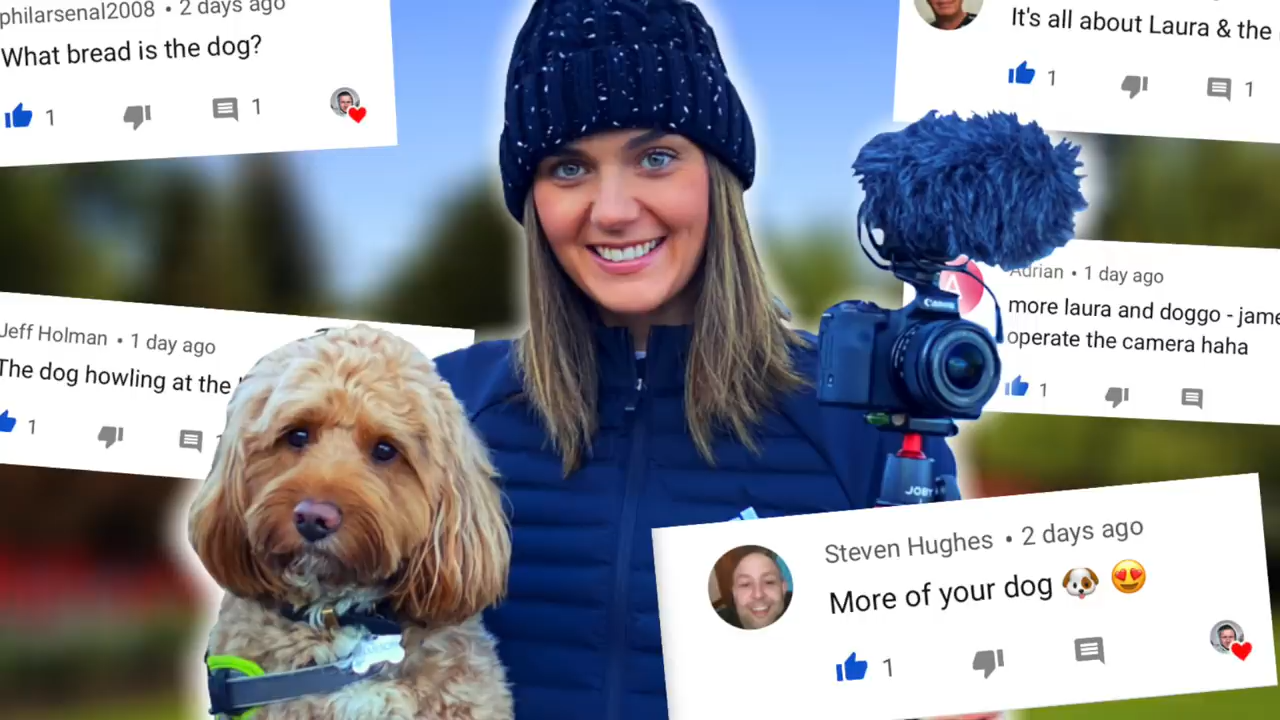 philarsenal2008 • 2 days ago
What bread is the dog?
1
1
It's all about Laura & the
1
1
Adrian • 1 day ago
more laura and doggo - jame
operate the camera haha
1
Jeff Holman • 1 day ago
The dog howling at the
1
Canon
JOBY
Steven Hughes • 2 days ago
More of your dog 🐶 😍
1